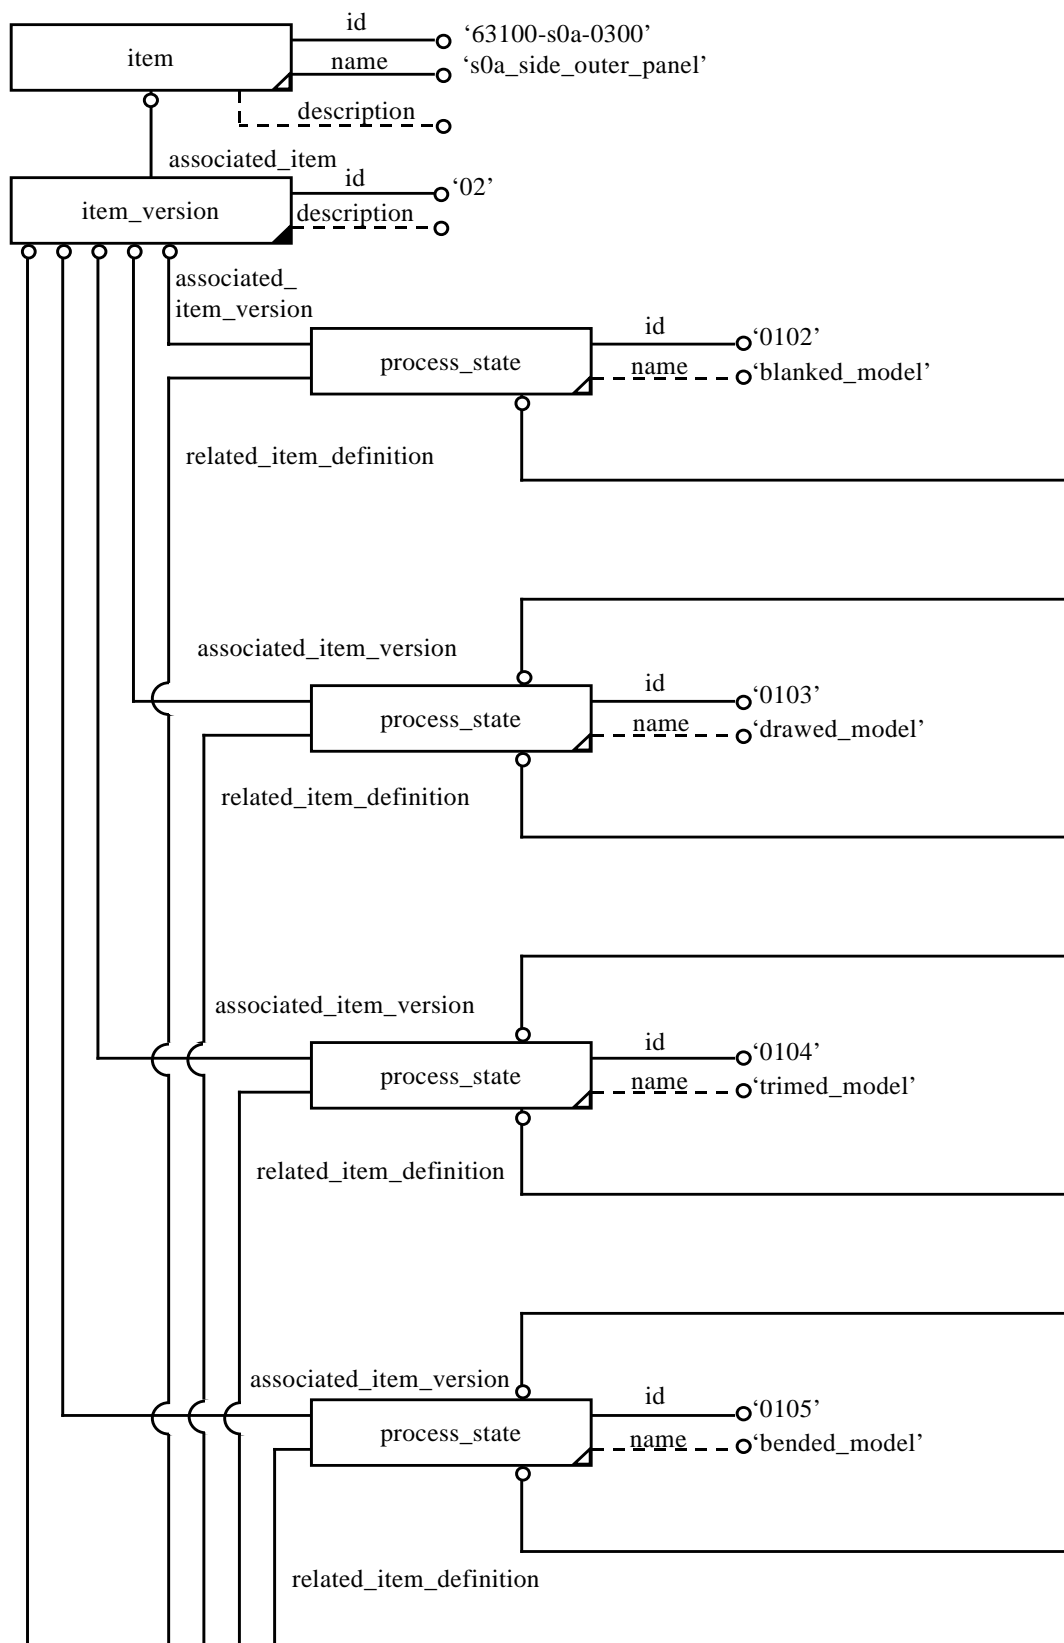 id
‘63100-s0a-0300’
item
name
‘s0a_side_outer_panel’
description
associated_item
id
‘02’
item_version
description
associated_
item_version
id
‘0102’
process_state
name
‘blanked_model’
related_item_definition
associated_item_version
id
‘0103’
process_state
name
‘drawed_model’
related_item_definition
associated_item_version
id
‘0104’
process_state
name
‘trimed_model’
related_item_definition
associated_item_version
id
‘0105’
process_state
name
‘bended_model’
related_item_definition